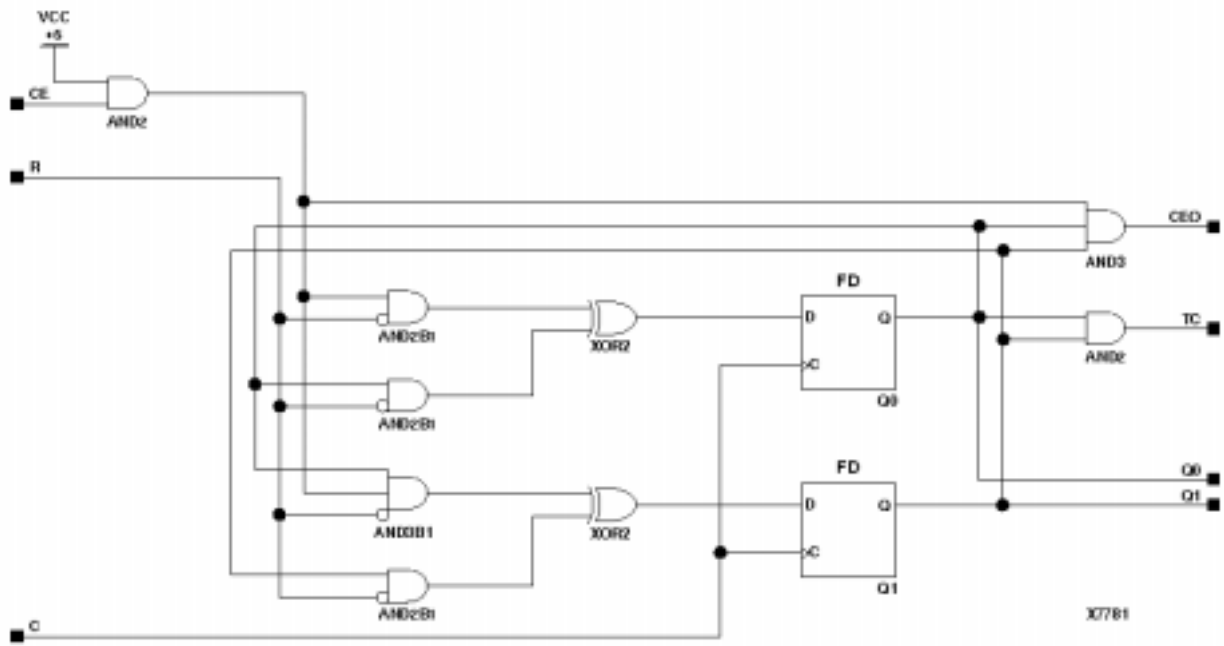 VCC
+5
CE
AND2
R
CEO
AND3
FD
D
Q
C
Q0
AND2B1
XOR2
TC
AND2
AND2B1
FD
D
Q
C
Q1
Q0
Q1
AND3B1
XOR2
AND2B1
C
X7781